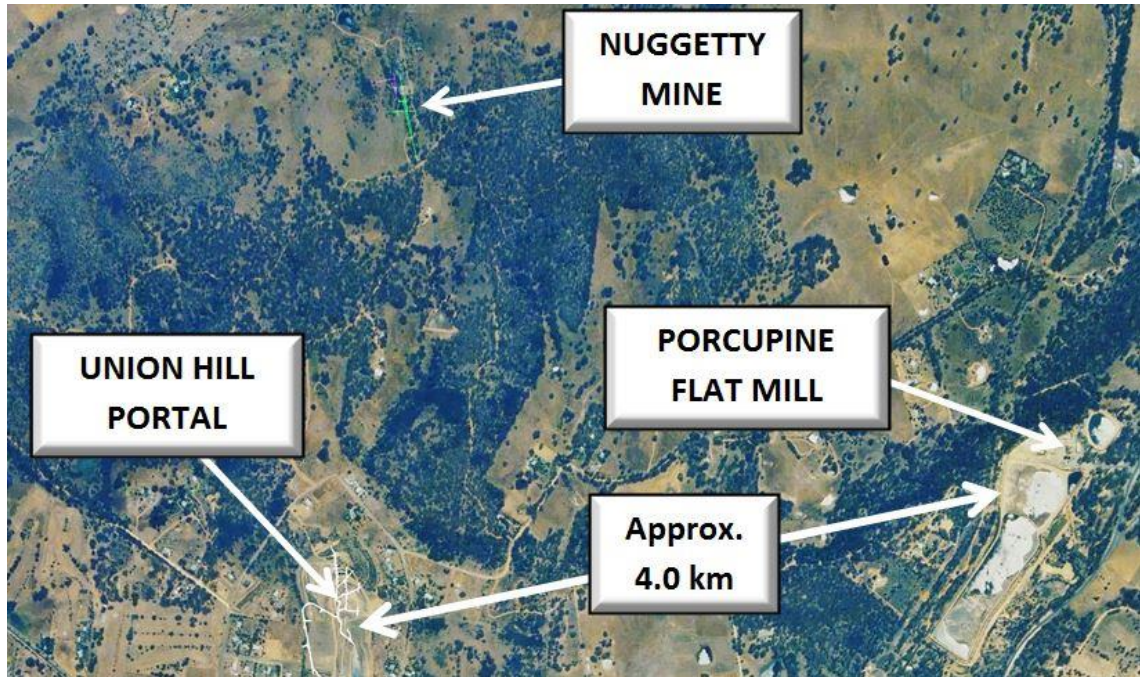 NUGGETTY
MINE
UNION HILL
PORTAL
PORCUPINE
FLAT MILL
Approx.
4.0 km